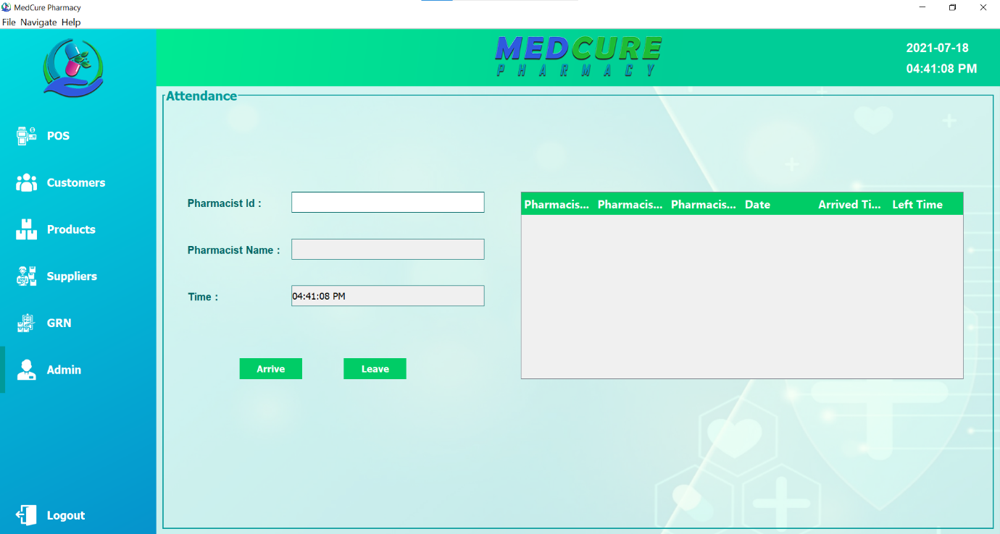 MedCure Pharmacy
File Navigate Help
MEDCURE
PHARMACY
2021-07-18
04:41:08 PM
POS
Customers
Products
Suppliers
GRN
Admin
Logout
Attendance
Pharmacist Id :
Pharmacist Name :
Time :
04:41:08 PM
Arrive
Leave
Pharmacis... Pharmacis... Pharmacis... Date Arrived Ti... Left Time